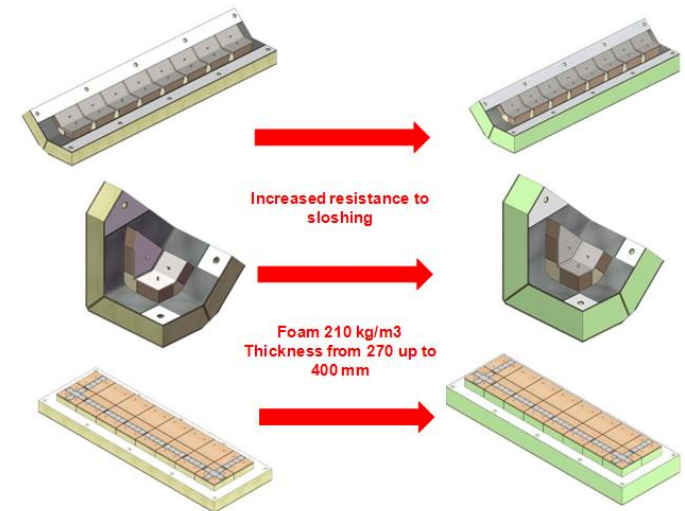 Increased resistance to
sloshing
Foam 210 kg/m3
Thickness from 270 up to
400 mm